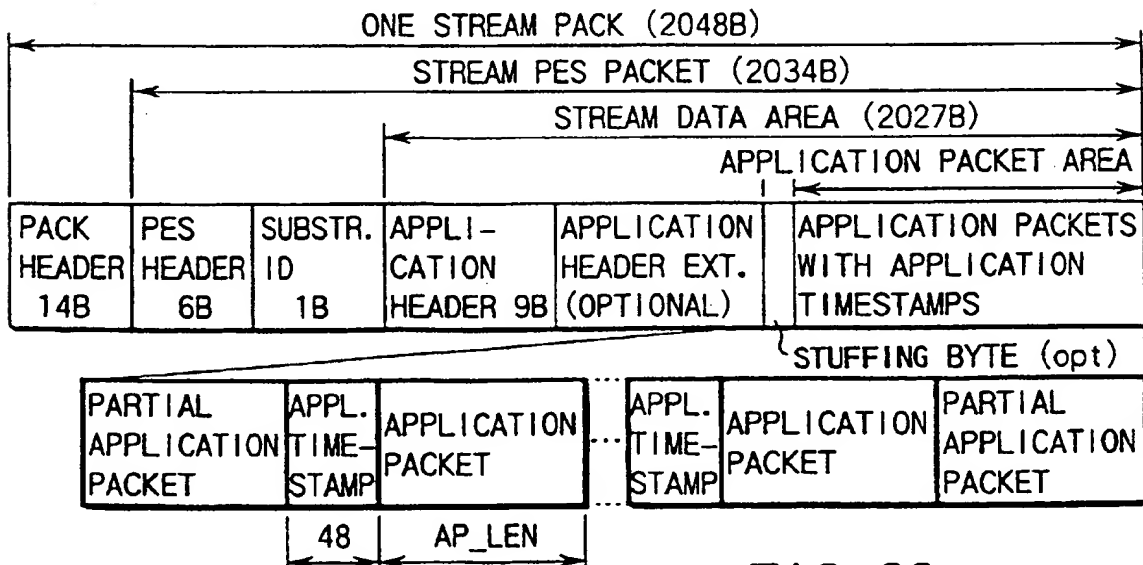 ONE STREAM PACK (2048B)
STREAM PES PACKET (2034B)
STREAM DATA AREA (2027B)
APPLICATION PACKET AREA
PACK
HEADER
14B
PES
HEADER
6B
SUBSTR.
ID
1B
APPLI-
CATION
HEADER 9B
APPLICATION
HEADER EXT.
(OPTIONAL)
APPLICATION PACKETS
WITH APPLICATION
TIMESTAMPS
STUFFING BYTE (opt)
PARTIAL
APPLICATION
PACKET
APPL.
TIME-
STAMP
APPLICATION
PACKET
APPL.
TIME-
STAMP
APPLICATION
PACKET
PARTIAL
APPLICATION
PACKET
48
AP_LEN